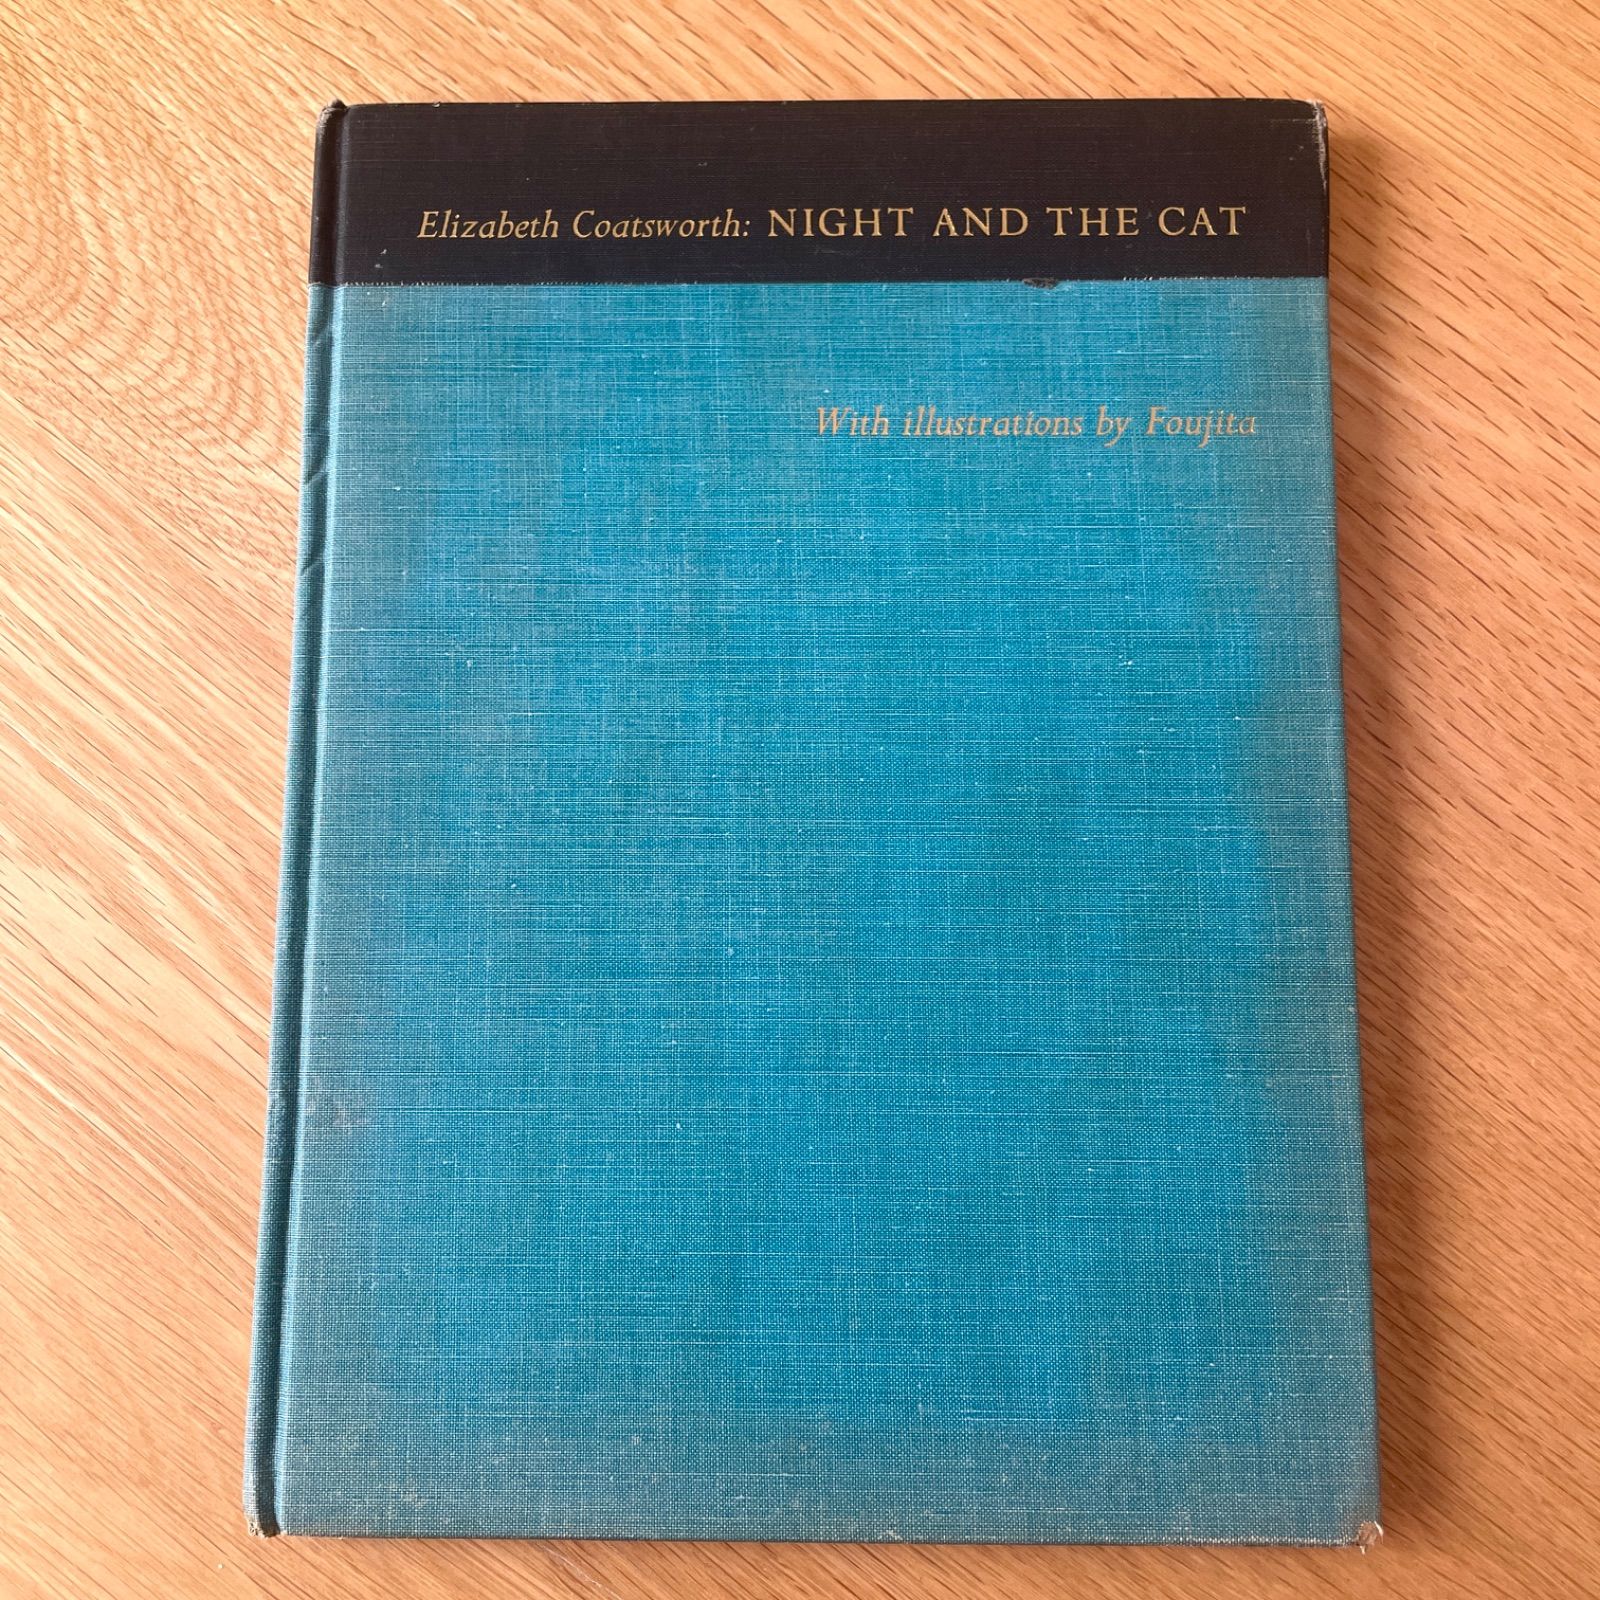 Elizabeth Coatsworth: NIGHT AND THE CAT
With illustrations by Foujita